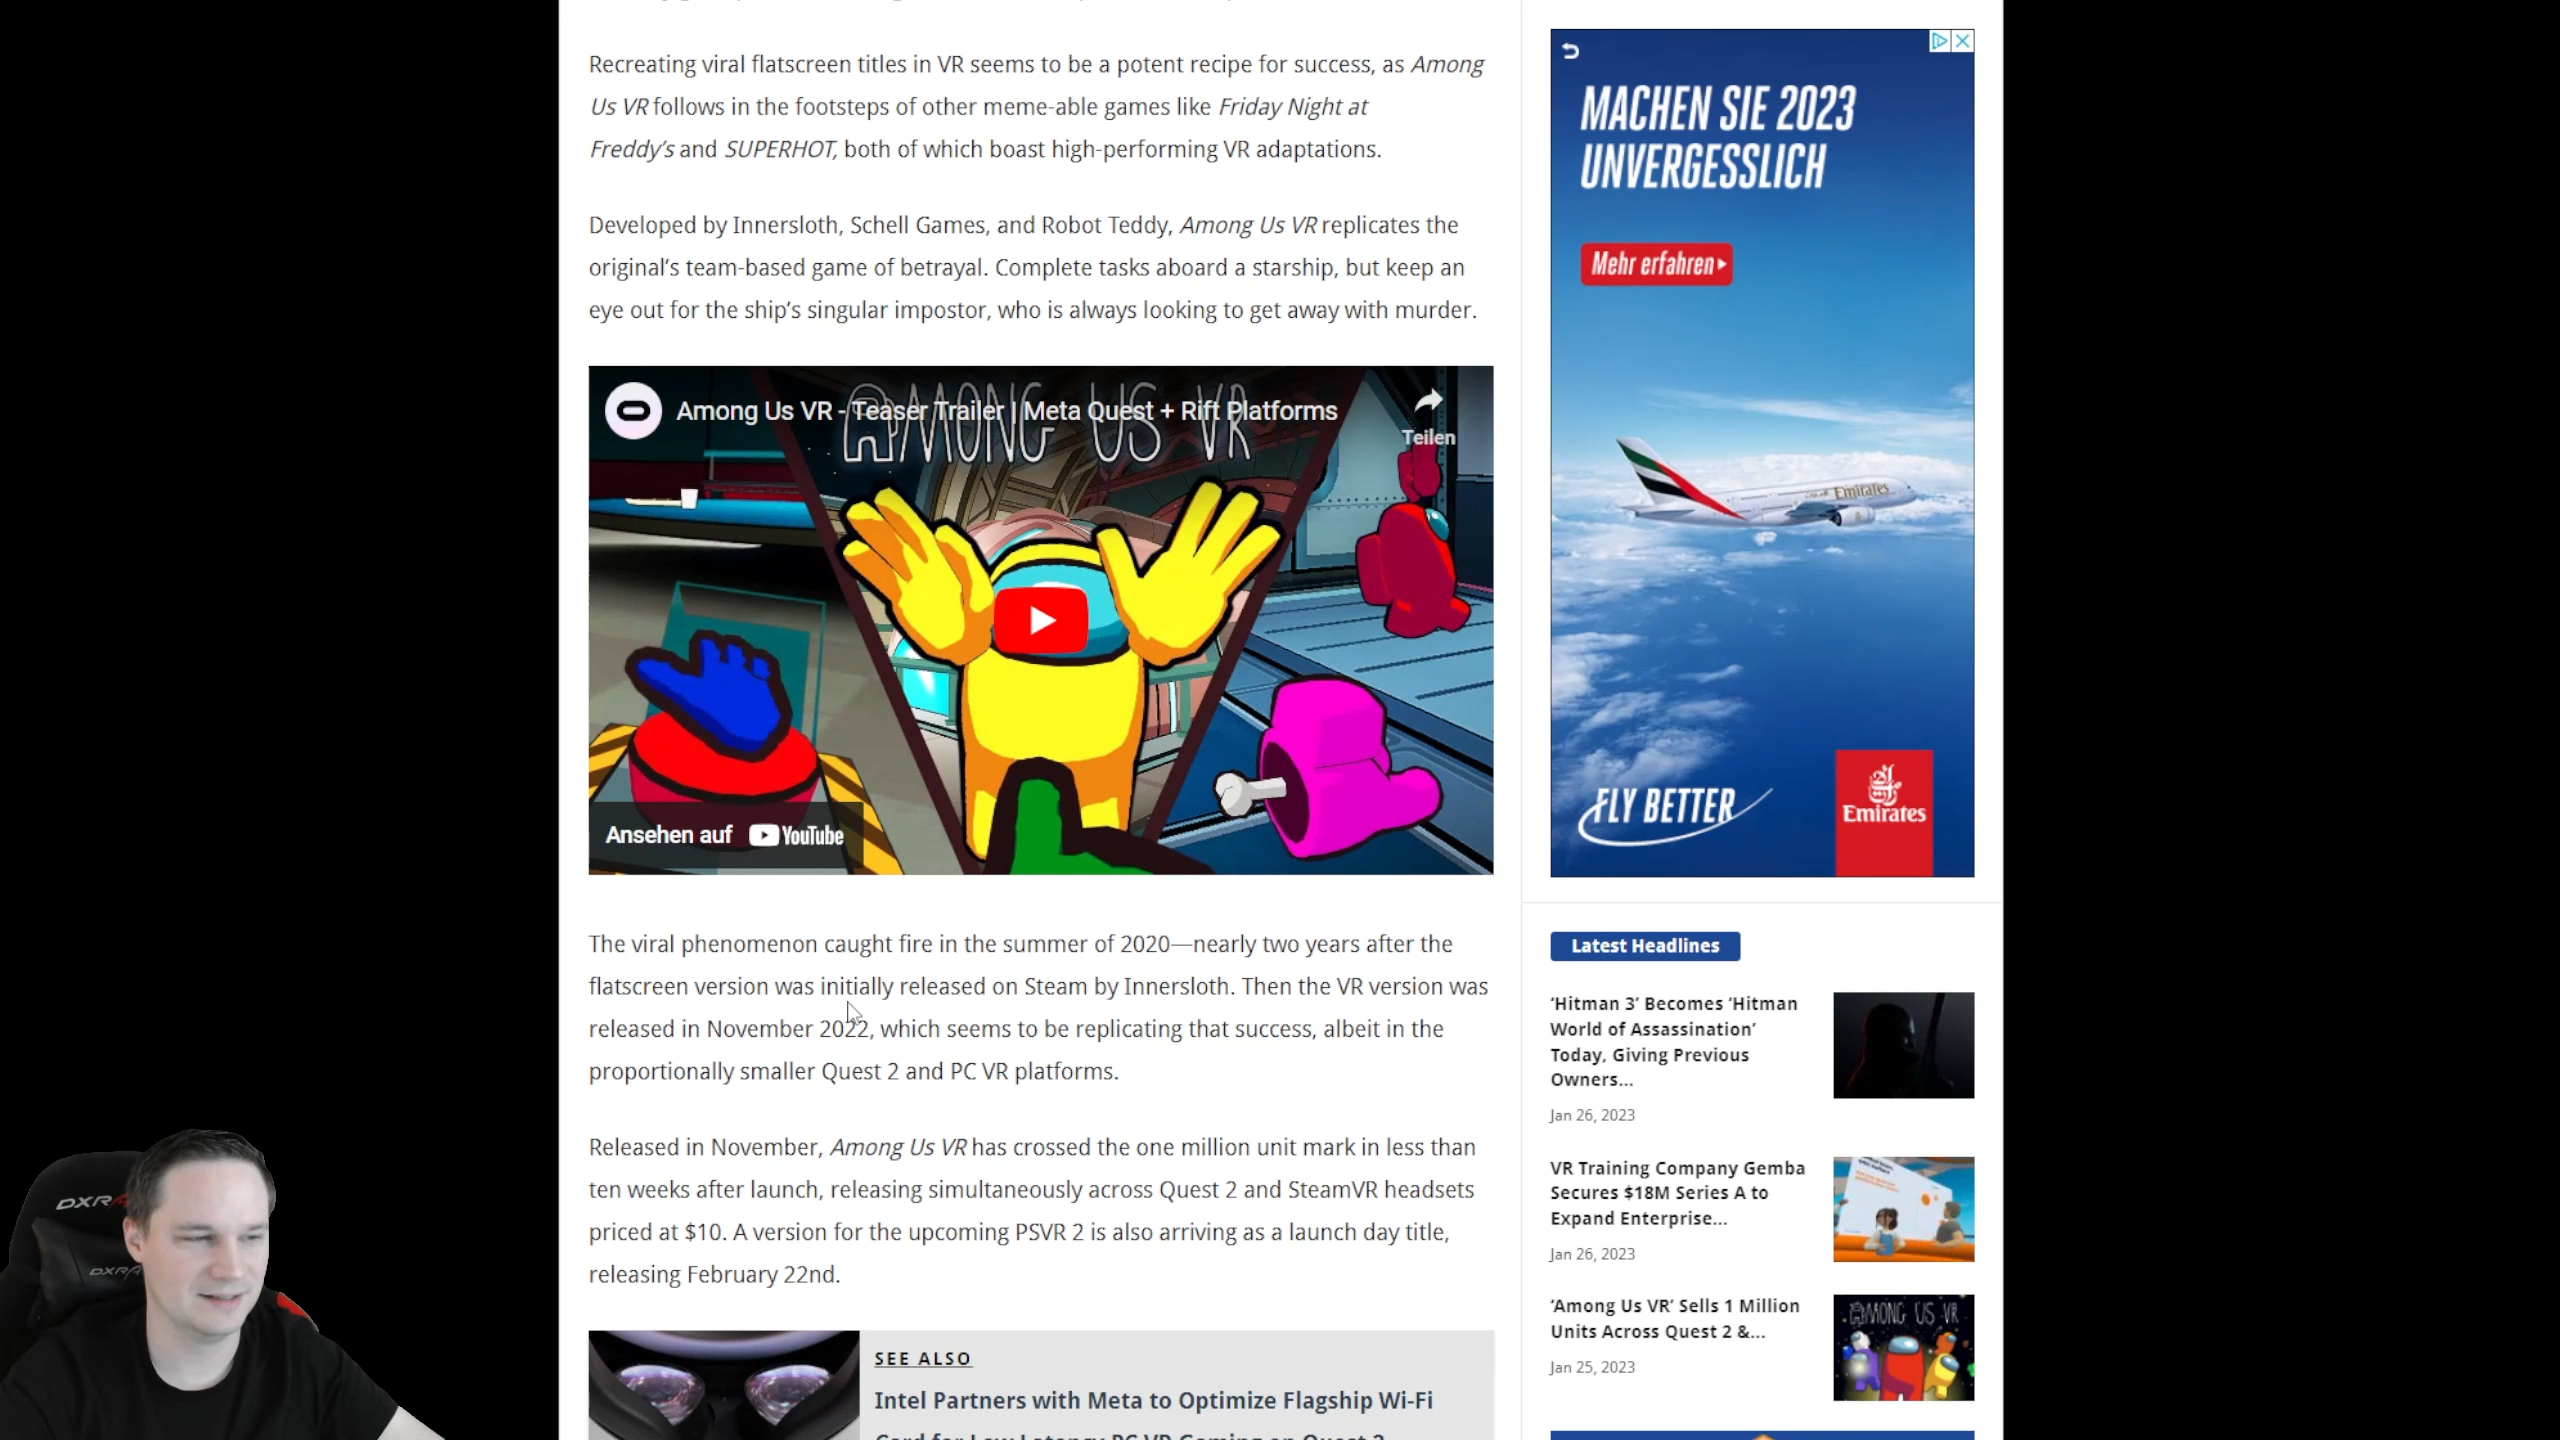 Recreating viral flatscreen titles in VR seems to be a potent recipe for success, as Among
Us VR follows in the footsteps of other meme-able games like Friday Night at
Freddy’s and SUPERHOT, both of which boast high-performing VR adaptations.
Developed by Innersloth, Schell Games, and Robot Teddy, Among Us VR replicates the
original’s team-based game of betrayal. Complete tasks aboard a starship, but keep an
eye out for the ship’s singular impostor, who is always looking to get away with murder.
Among Us VR - Teaser Trailer | Meta Quest + Rift Platforms
Teilen
AMONG US VR
Ansehen auf YouTube
The viral phenomenon caught fire in the summer of 2020—nearly two years after the
flatscreen version was initially released on Steam by Innersloth. Then the VR version was
released in November 2022, which seems to be replicating that success, albeit in the
proportionally smaller Quest 2 and PC VR platforms.
Released in November, Among Us VR has crossed the one million unit mark in less than
ten weeks after launch, releasing simultaneously across Quest 2 and SteamVR headsets
priced at $10. A version for the upcoming PSVR 2 is also arriving as a launch day title,
releasing February 22nd.
SEE ALSO
Intel Partners with Meta to Optimize Flagship Wi-Fi
Card for Low Latency PC VR Gaming on Quest 2
MACHEN SIE 2023
UNVERGESSLICH
Mehr erfahren
Emirates
FLY BETTER
Emirates
Latest Headlines
‘Hitman 3’ Becomes ‘Hitman
World of Assassination’
Today, Giving Previous
Owners...
Jan 26, 2023
VR Training Company Gemba
Secures $18M Series A to
Expand Enterprise...
Jan 26, 2023
‘Among Us VR’ Sells 1 Million
Units Across Quest 2 &...
Jan 25, 2023
AMONG US VR
DXRA
DXRA